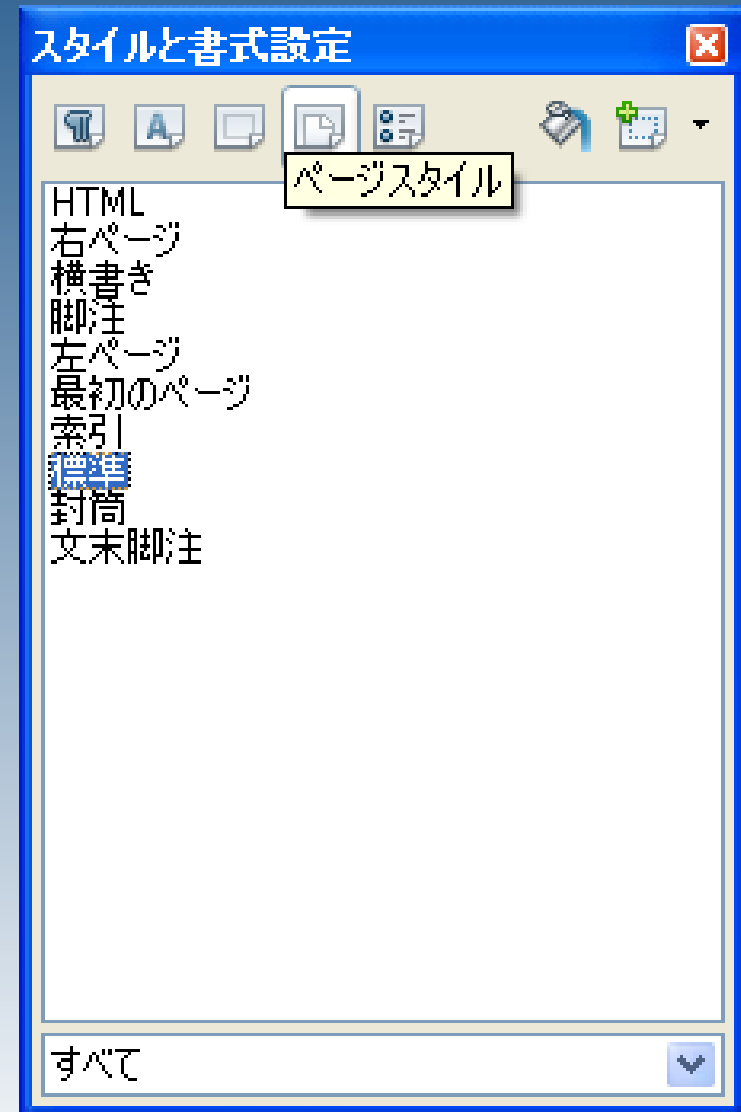 スタイルと書式設定
ページスタイル
HTML
右ページ
横書き
脚注
左ページ
最初のページ
索引
標準
封筒
文末脚注
すべて